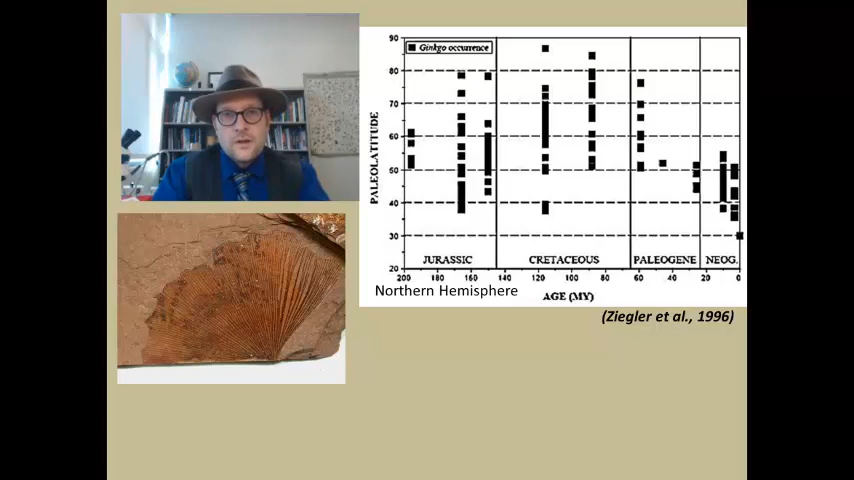 Ginkgo occurrence
PALEOLATITUDE
90
80
70
60
50
40
30
20
JURASSIC
CRETACEOUS
PALEOGENE
NEOG.
200 180 160 140 120 100 80 60 40 20 0
Northern Hemisphere
AGE (MY)
(Ziegler et al., 1996)